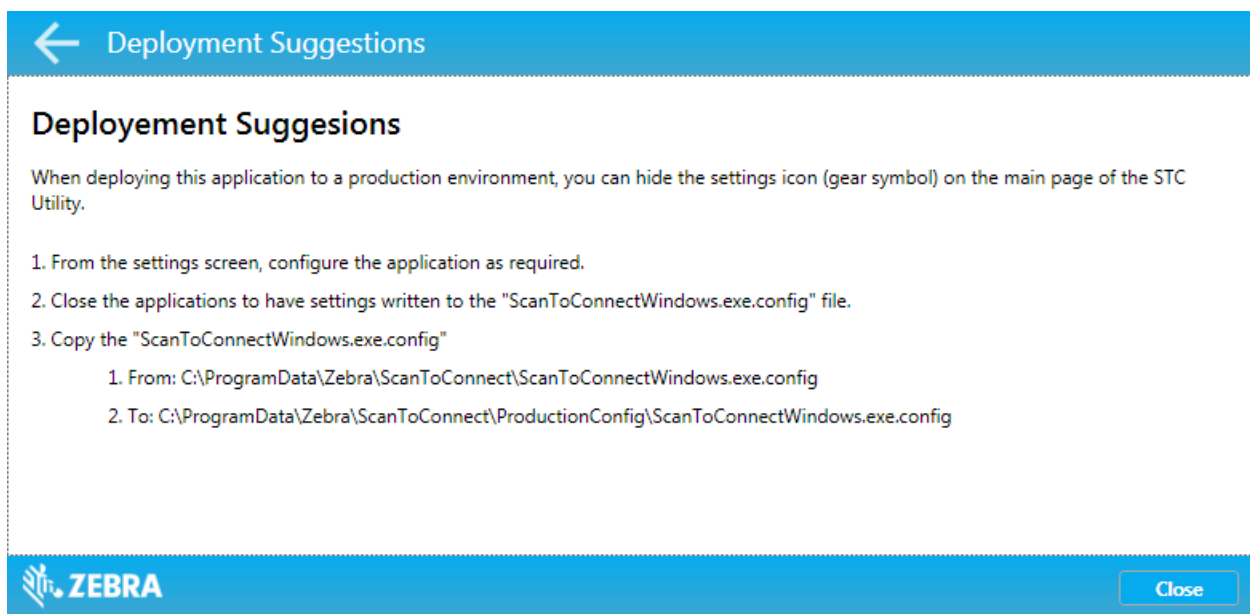 Deployment Suggestions
Deployement Suggesions
When deploying this application to a production environment, you can hide the settings icon (gear symbol) on the main page of the STC
Utility.
1. From the settings screen, configure the application as required.
2. Close the applications to have settings written to the "ScanToConnectWindows.exe.config" file.
3. Copy the "ScanToConnectWindows.exe.config"
1. From: C:\ProgramData\Zebra\ScanToConnect\ScanToConnectWindows.exe.config
2. To: C:\ProgramData\Zebra\ScanToConnect\ProductionConfig\ScanToConnectWindows.exe.config
ZEBRA
Close